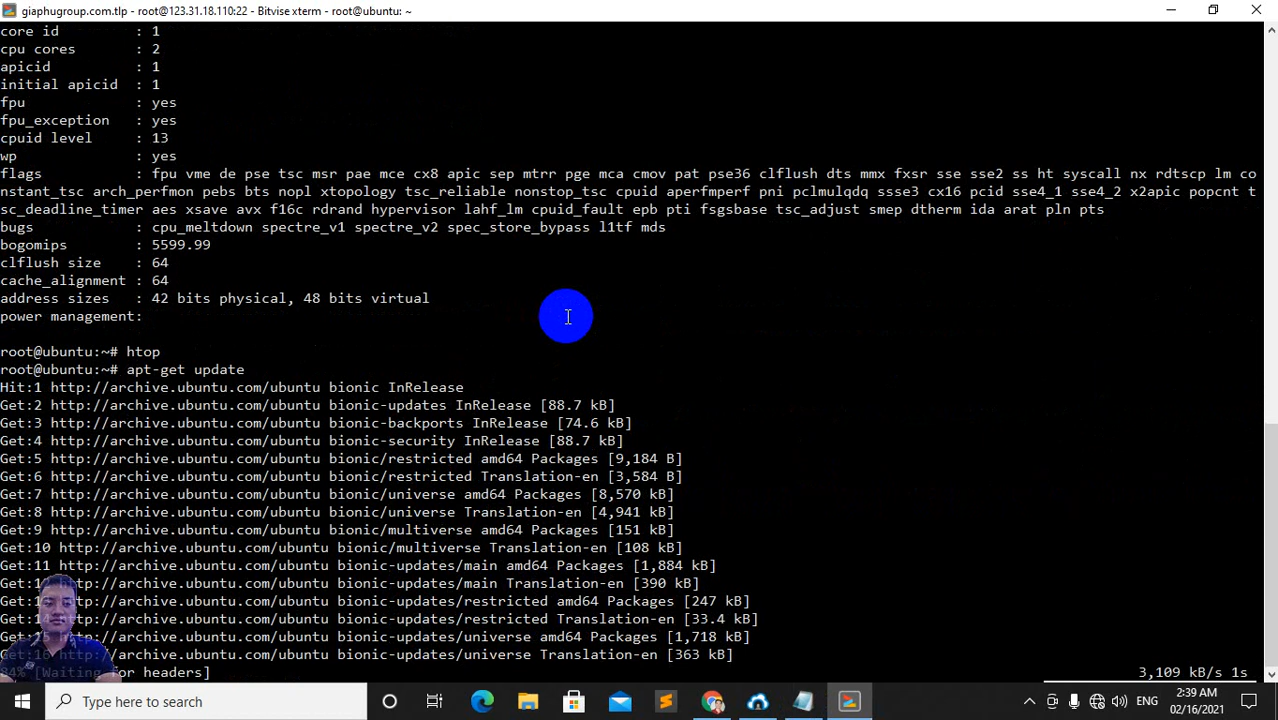 giaphugroup.com.tlp - root@123.31.18.110:22 - Bitvise xterm - root@ubuntu: ~
core id : 1
cpu cores : 2
apicid : 1
initial apicid : 1
fpu : yes
fpu_exception : yes
cpuid level : 13
wp : yes
flags : fpu vme de pse tsc msr pae mce cx8 apic sep mtrr pge mca cmov pat pse36 clflush dts mmx fxsr sse sse2 ss ht syscall nx rdtscp lm co
nstant_tsc arch_perfmon pebs bts nopl xtopology tsc_reliable nonstop_tsc cpuid aperfmperf pni pclmulqdq ssse3 cx16 pcid sse4_1 sse4_2 x2apic popcnt t
sc_deadline_timer aes xsave avx f16c rdrand hypervisor lahf_lm cpuid_fault epb pti fsgsbase tsc_adjust smep dtherm ida arat pln pts
bugs : cpu_meltdown spectre_v1 spectre_v2 spec_store_bypass l1tf mds
bogomips : 5599.99
clflush size : 64
cache_alignment : 64
address sizes : 42 bits physical, 48 bits virtual
power management:
root@ubuntu:~# htop
root@ubuntu:~# apt-get update
Hit:1 http://archive.ubuntu.com/ubuntu bionic InRelease
Get:2 http://archive.ubuntu.com/ubuntu bionic-updates InRelease [88.7 kB]
Get:3 http://archive.ubuntu.com/ubuntu bionic-backports InRelease [74.6 kB]
Get:4 http://archive.ubuntu.com/ubuntu bionic-security InRelease [88.7 kB]
Get:5 http://archive.ubuntu.com/ubuntu bionic/restricted amd64 Packages [9,184 B]
Get:6 http://archive.ubuntu.com/ubuntu bionic/restricted Translation-en [3,584 B]
Get:7 http://archive.ubuntu.com/ubuntu bionic/universe amd64 Packages [8,570 kB]
Get:8 http://archive.ubuntu.com/ubuntu bionic/universe Translation-en [4,941 kB]
Get:9 http://archive.ubuntu.com/ubuntu bionic/multiverse amd64 Packages [151 kB]
Get:10 http://archive.ubuntu.com/ubuntu bionic/multiverse Translation-en [108 kB]
Get:11 http://archive.ubuntu.com/ubuntu bionic-updates/main amd64 Packages [1,884 kB]
Get:1 http://archive.ubuntu.com/ubuntu bionic-updates/main Translation-en [390 kB]
Get: http://archive.ubuntu.com/ubuntu bionic-updates/restricted amd64 Packages [247 kB]
Get:14 http://archive.ubuntu.com/ubuntu bionic-updates/restricted Translation-en [33.4 kB]
Get:15 http://archive.ubuntu.com/ubuntu bionic-updates/universe amd64 Packages [1,718 kB]
Get:16 http://archive.ubuntu.com/ubuntu bionic-updates/universe Translation-en [363 kB]
84% [Waiting for headers] 3,109 kB/s 1s
Type here to search
ENG
2:39 AM
02/16/2021